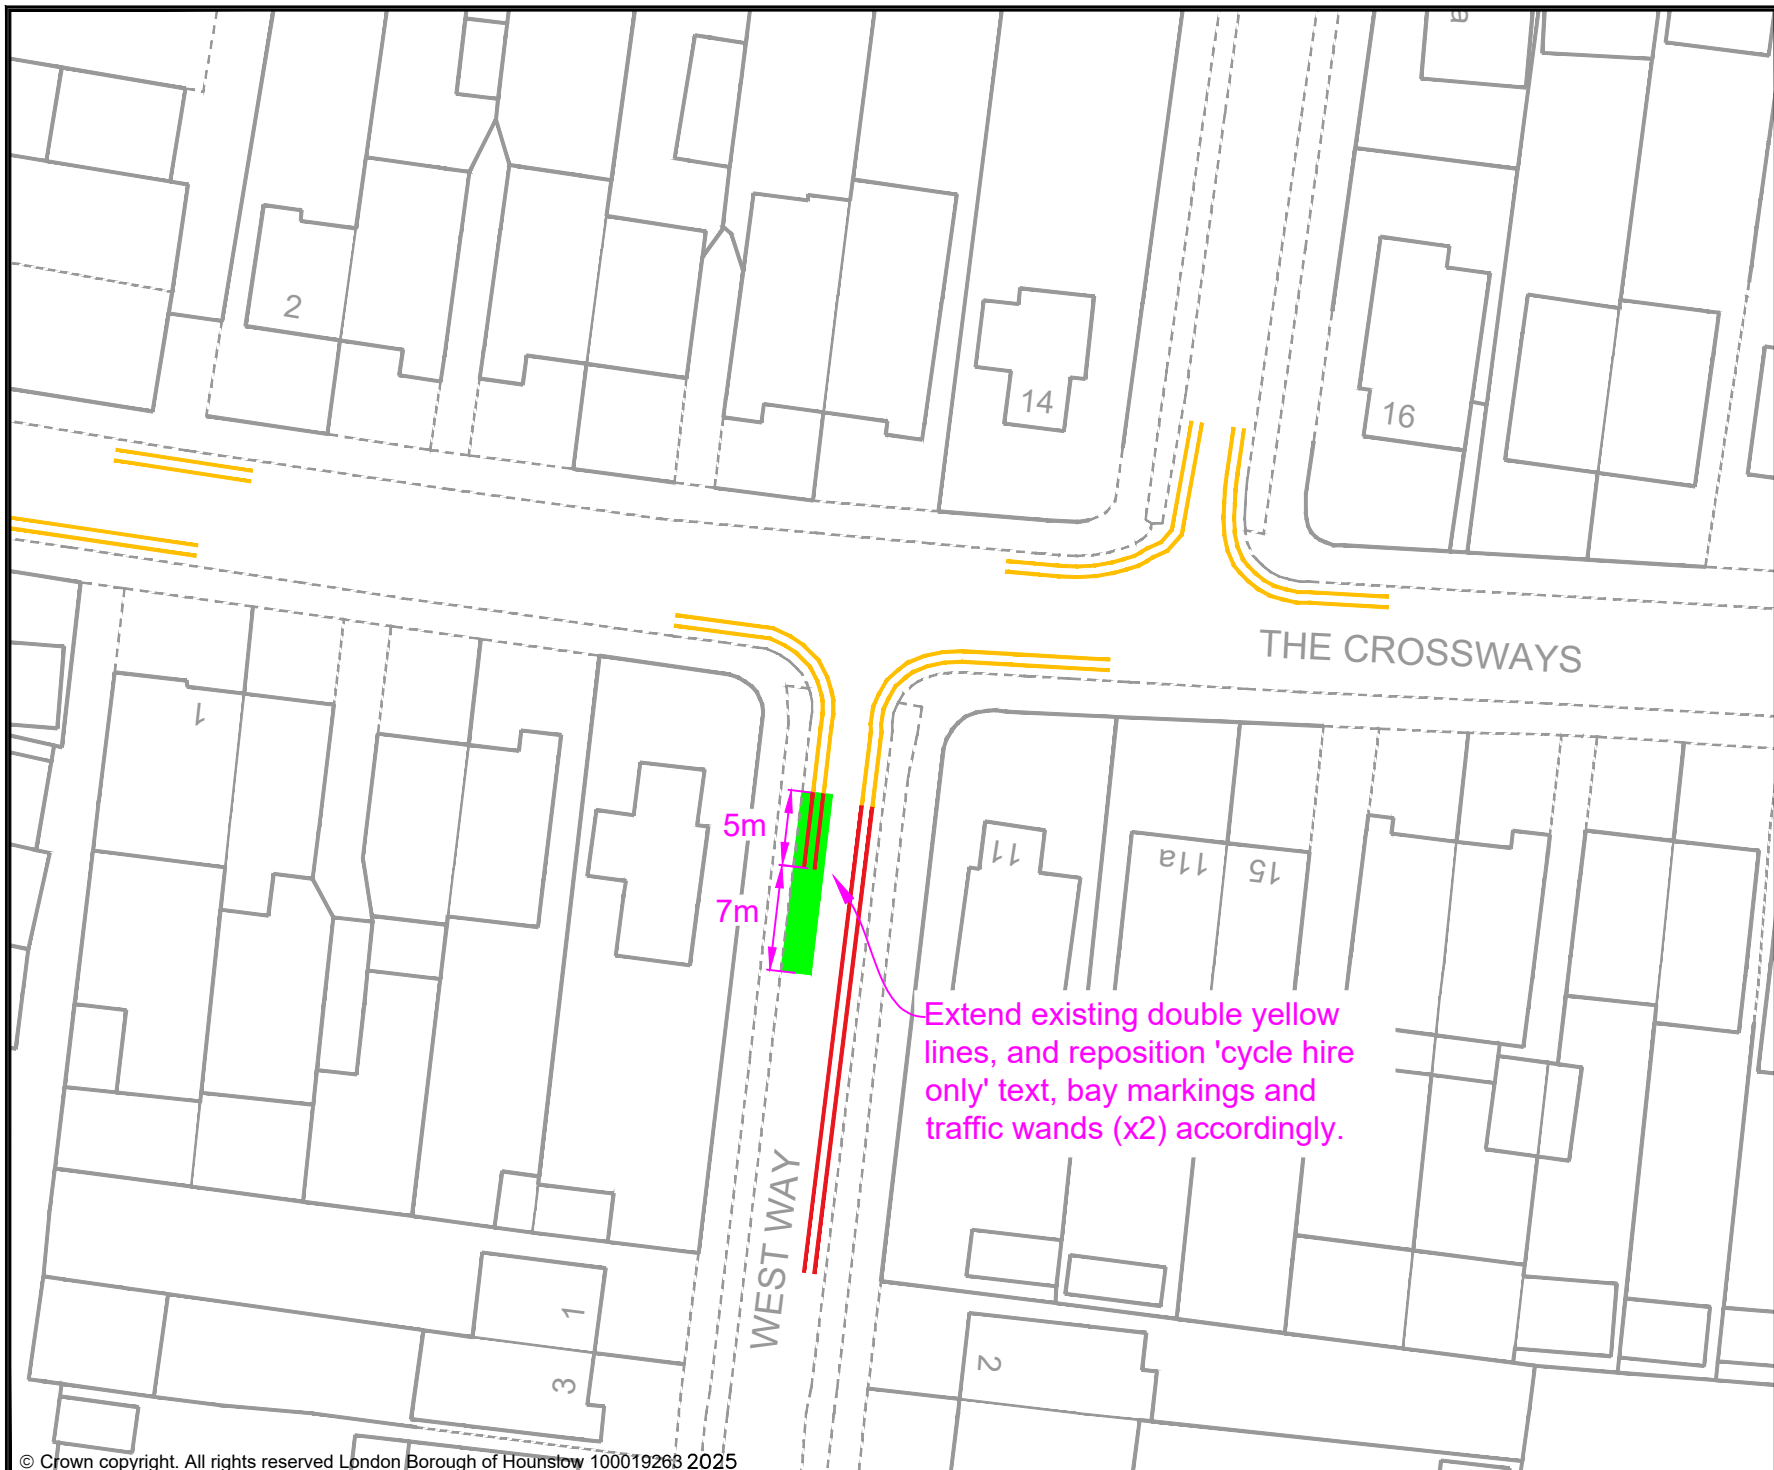 a
2
14
16
THE CROSSWAYS
1
5m
11
11a
15
7m
Extend existing double yellow
lines, and reposition 'cycle hire
only' text, bay markings and
traffic wands (x2) accordingly.
WEST WAY
1
2
3
© Crown copyright. All rights reserved London Borough of Hounslow 100019263 2025